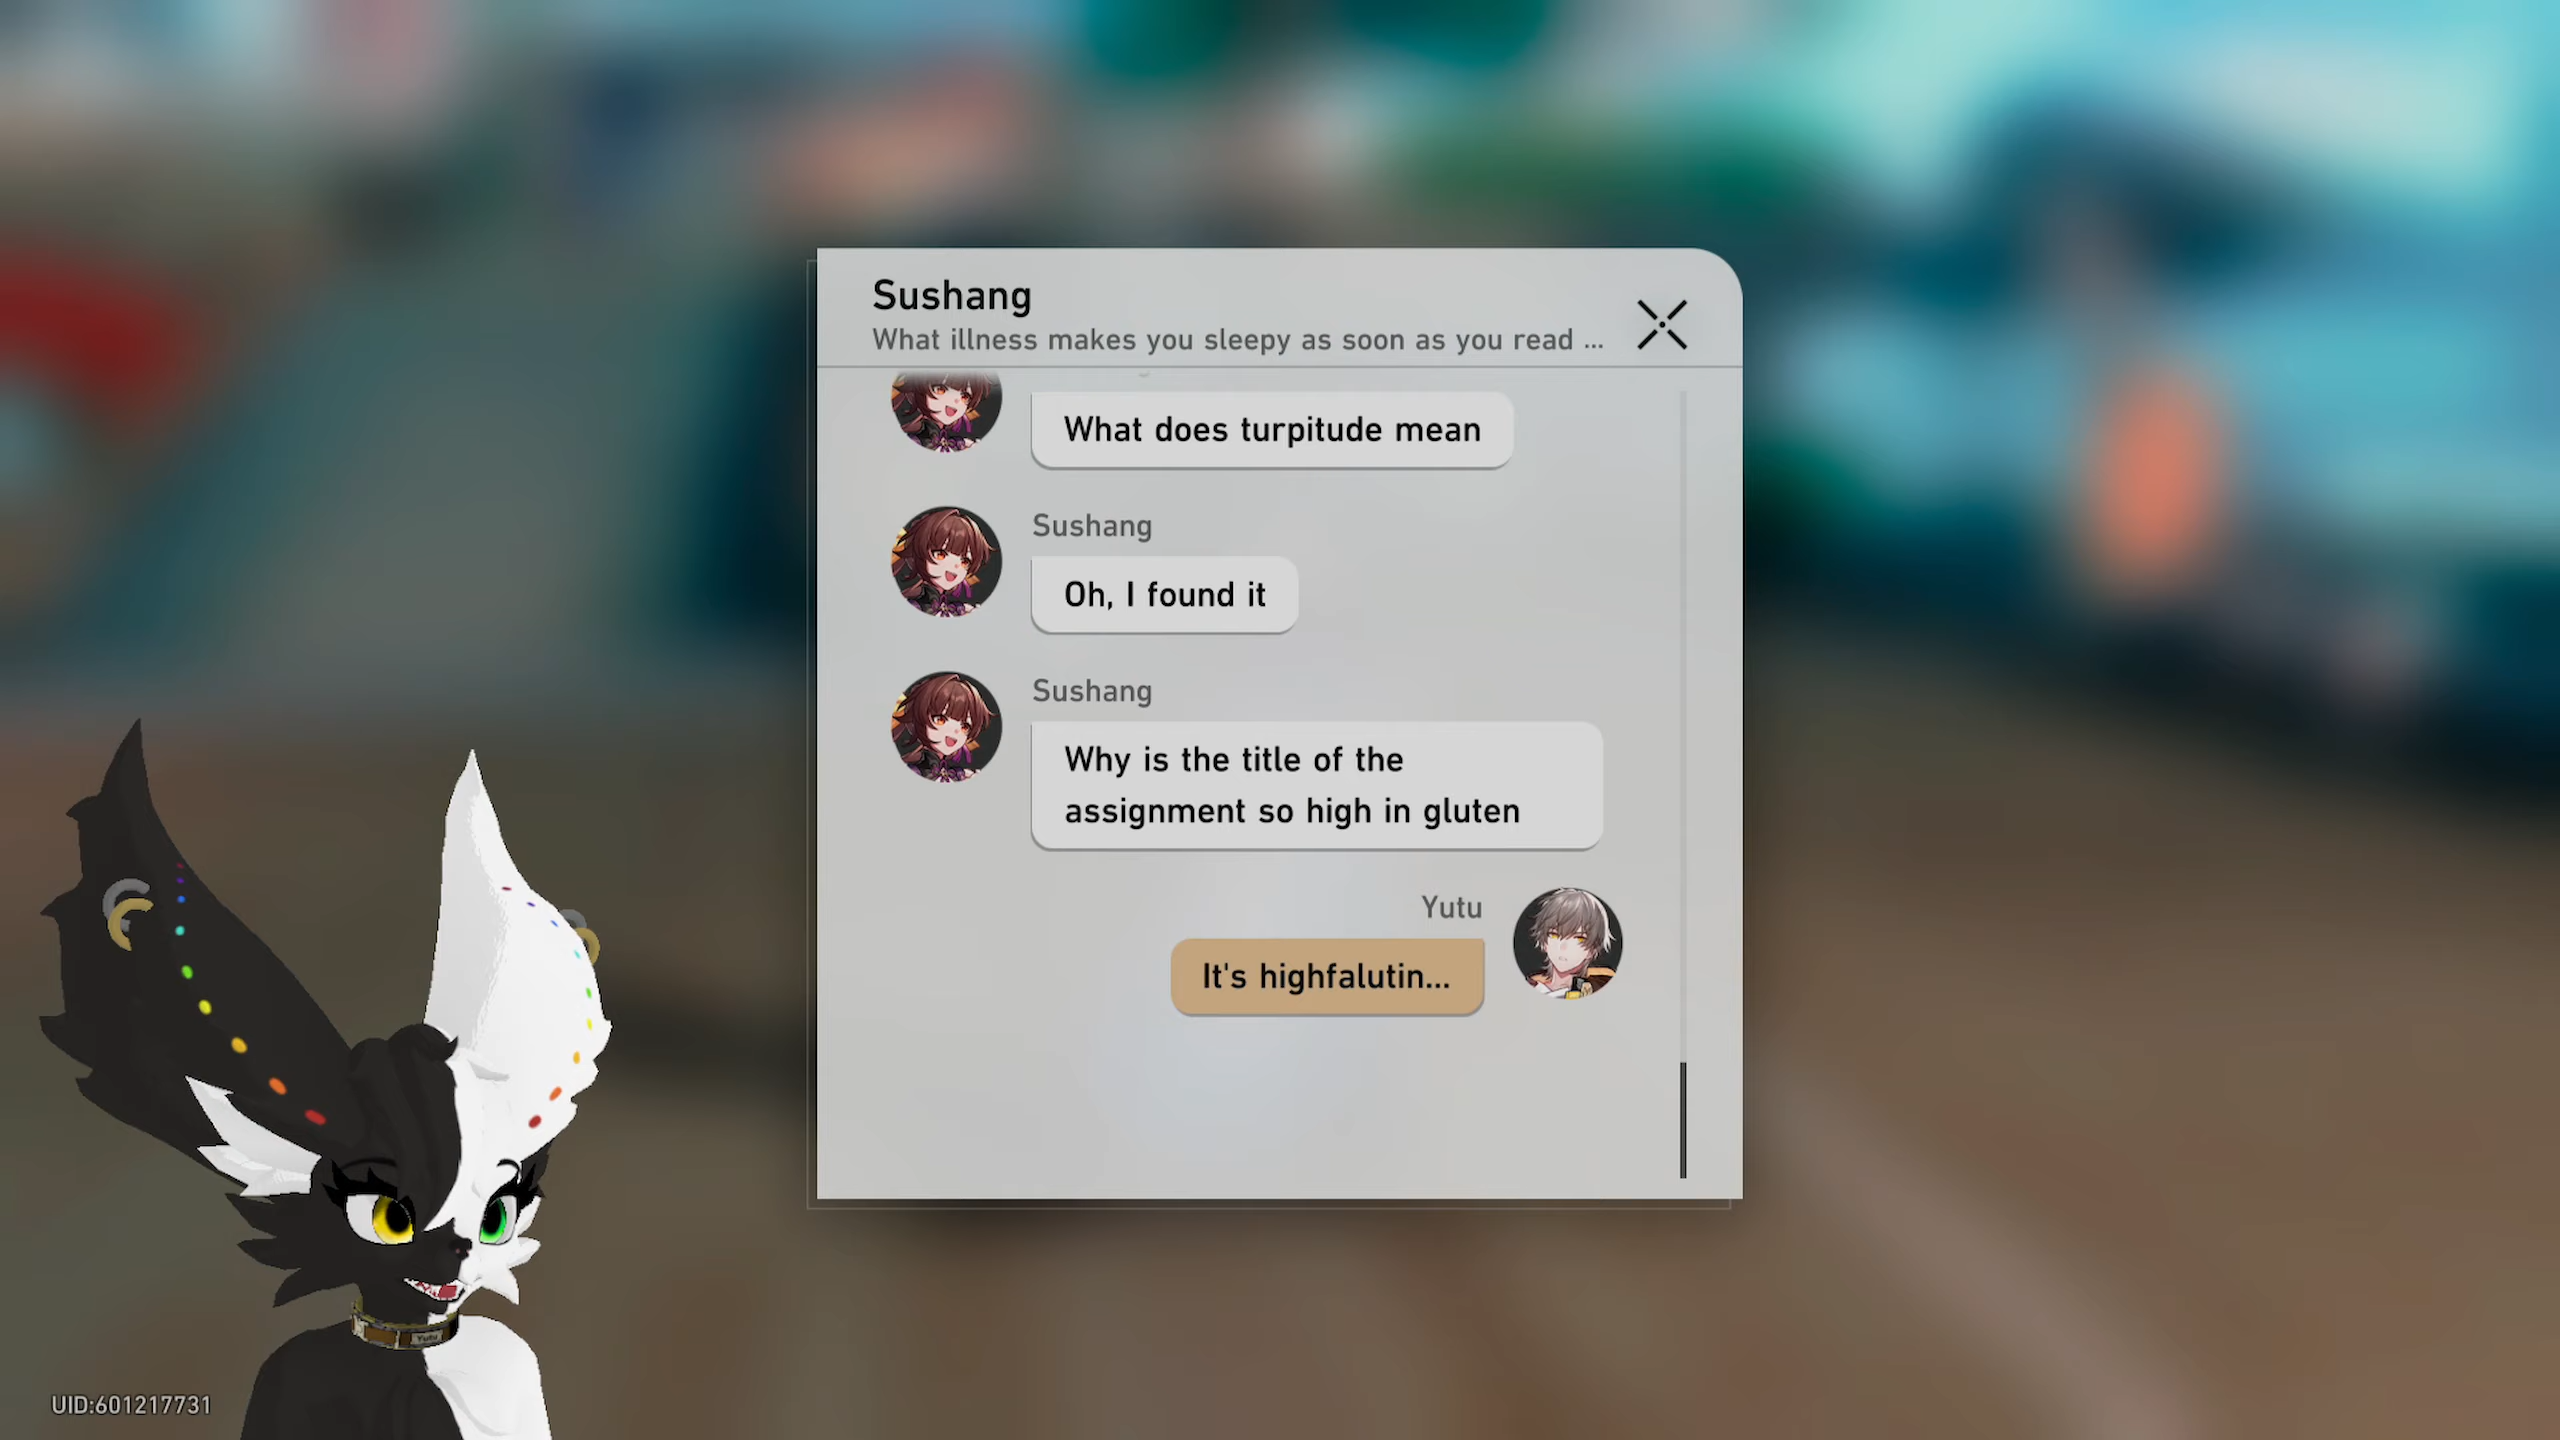 Sushang
What illness makes you sleepy as soon as you read ...
What does turpitude mean
Sushang
Oh, I found it
Sushang
Why is the title of the
assignment so high in gluten
Yutu
It's highfalutin...
Yutu
UID:601217731